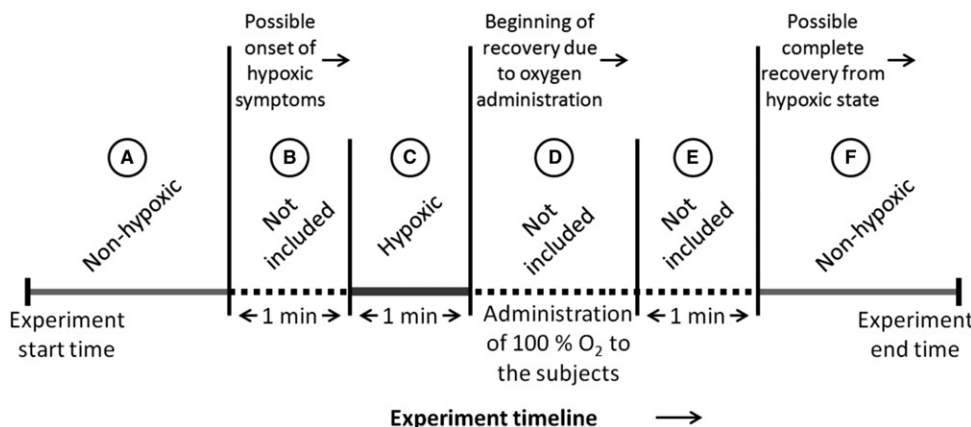 Possible
onset of →
hypoxic
symptoms
Beginning of
recovery due →
to oxygen
administration
Possible
complete
recovery from →
hypoxic state
A
B
C
D
E
F
Non-hypoxic
Not
included
Hypoxic
Not
included
Not
included
Non-hypoxic
← 1 min →
← 1 min →
← 1 min →
Experiment
start time
Administration
of 100 % O₂ to
the subjects
Experiment
end time
Experiment timeline →